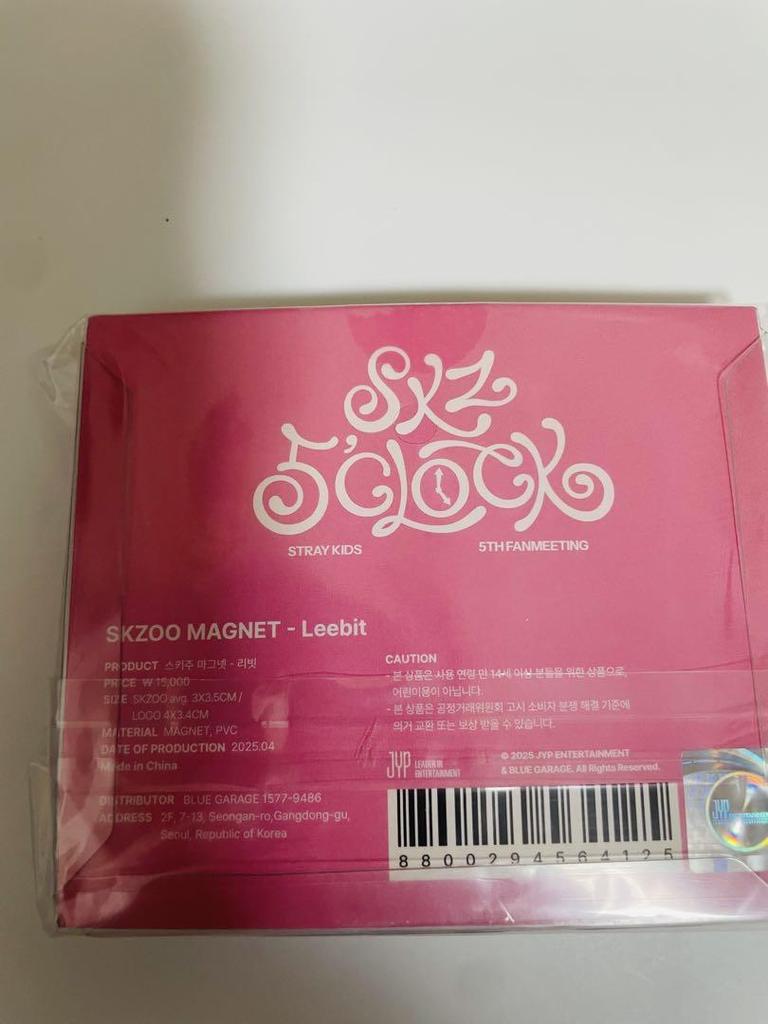 SKZ
5'CLOCK
STRAY KIDS 5TH FANMEETING
SKZOO MAGNET - Leebit
PRODUCT 스키주 마그넷 - 리빗
PRICE ₩ 15,000
SIZE SKZOO avg. 3X3.5CM /
LOGO 4X3.4CM
MATERIAL MAGNET, PVC
DATE OF PRODUCTION 2025.04
Made in China
DISTRIBUTOR BLUE GARAGE 1577-9486
ADDRESS 2F, 7-13, Seongan-ro,Gangdong-gu,
Seoul, Republic of Korea
CAUTION
- 본 상품은 사용 연령 만 14세 이상 분들을 위한 상품으로,
어린이용이 아닙니다.
- 본 상품은 공정거래위원회 고시 소비자 분쟁 해결 기준에
의거 교환 또는 보상 받을 수 있습니다.
JYP LEADER IN
ENTERTAINMENT
© 2025 JYP ENTERTAINMENT
& BLUE GARAGE. All Rights Reserved.
8800294564125
JYP